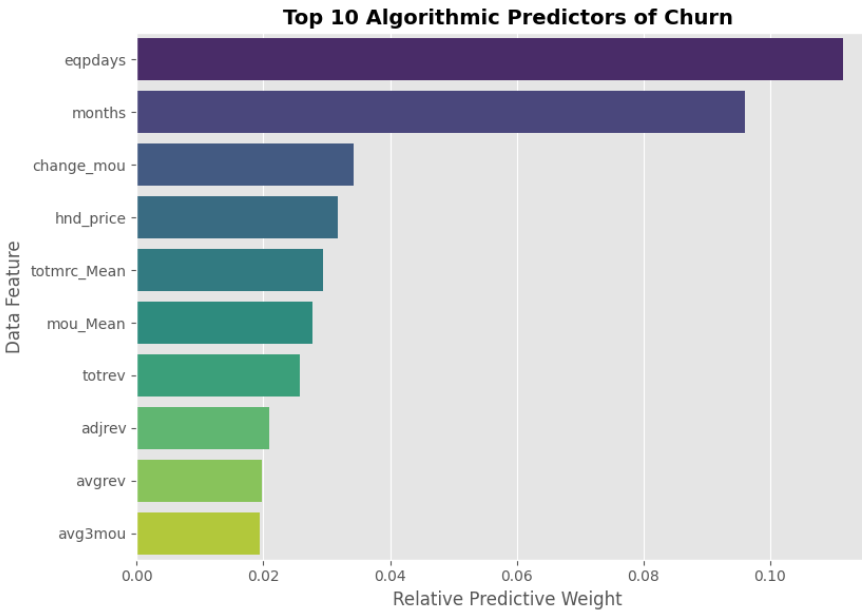 Top 10 Algorithmic Predictors of Churn
eqpdays
months
change_mou
hnd_price
totmrc_Mean
mou_Mean
totrev
adjrev
avgrev
avg3mou
Data Feature
0.00 0.02 0.04 0.06 0.08 0.10
Relative Predictive Weight